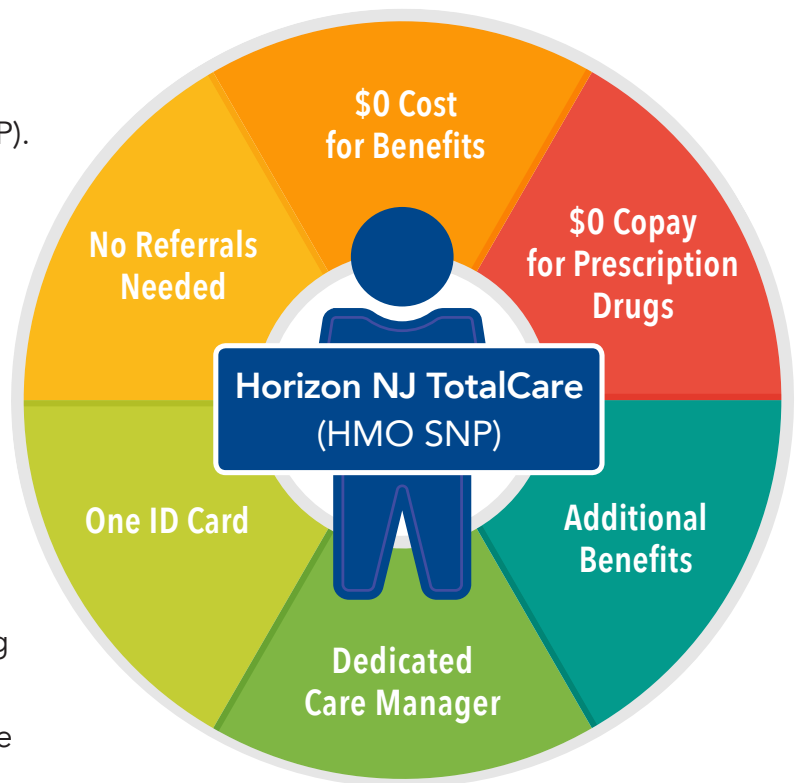 P).
g
e
$0 Cost
for Benefits
$0 Copay
for Prescription
Drugs
Additional
Benefits
Dedicated
Care Manager
One ID Card
No Referrals
Needed
Horizon NJ TotalCare
(HMO SNP)